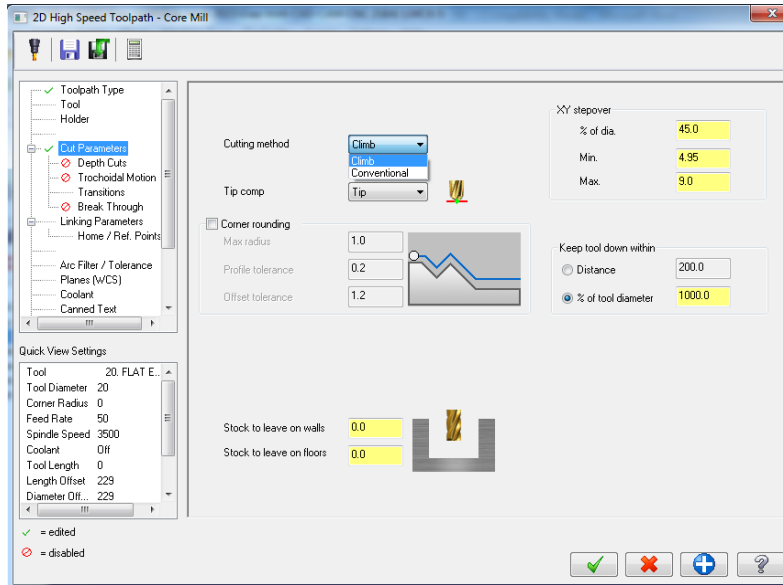 2D High Speed Toolpath - Core Mill
Toolpath Type
Tool
Holder
Cut Parameters
Depth Cuts
Trochoidal Motion
Transitions
Break Through
Linking Parameters
Home / Ref. Points
Arc Filter / Tolerance
Planes (WCS)
Coolant
Canned Text
Quick View Settings
Tool 20. FLAT E...
Tool Diameter 20
Corner Radius 0
Feed Rate 50
Spindle Speed 3500
Coolant Off
Tool Length 0
Length Offset 229
Diameter Off... 229
= edited
= disabled
Cutting method Climb
Climb
Conventional
Tip comp Tip
Corner rounding
Max radius 1.0
Profile tolerance 0.2
Offset tolerance 1.2
Stock to leave on walls 0.0
Stock to leave on floors 0.0
XY stepover
% of dia. 45.0
Min. 4.95
Max. 9.0
Keep tool down within
Distance 200.0
% of tool diameter 1000.0